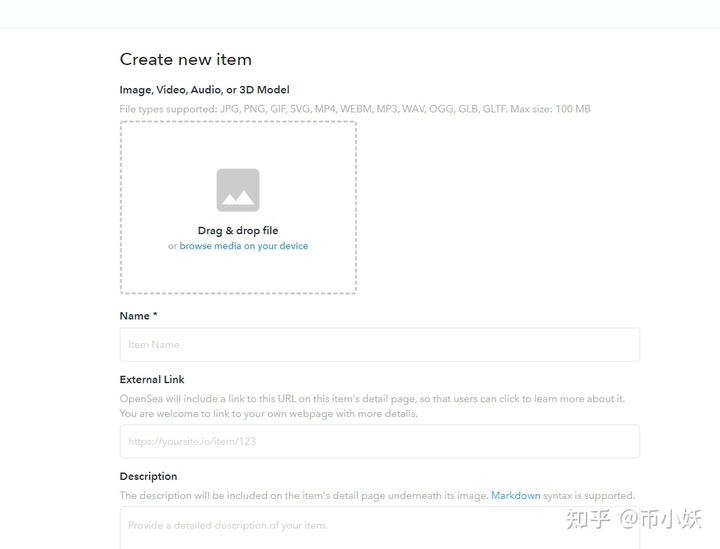 Create new item
Image, Video, Audio, or 3D Model
File types supported: JPG, PNG, GIF, SVG, MP4, WEBM, MP3, WAV, OGG, GLB, GLTF. Max size: 100 MB
Drag & drop file
or browse media on your device
Name *
Item Name
External Link
OpenSea will include a link to this URL on this item's detail page, so that users can click to learn more about it.
You are welcome to link to your own webpage with more details.
https://yoursite.io/item/123
Description
The description will be included on the item's detail page underneath its image. Markdown syntax is supported.
Provide a detailed description of your item.
知乎 @币小妖